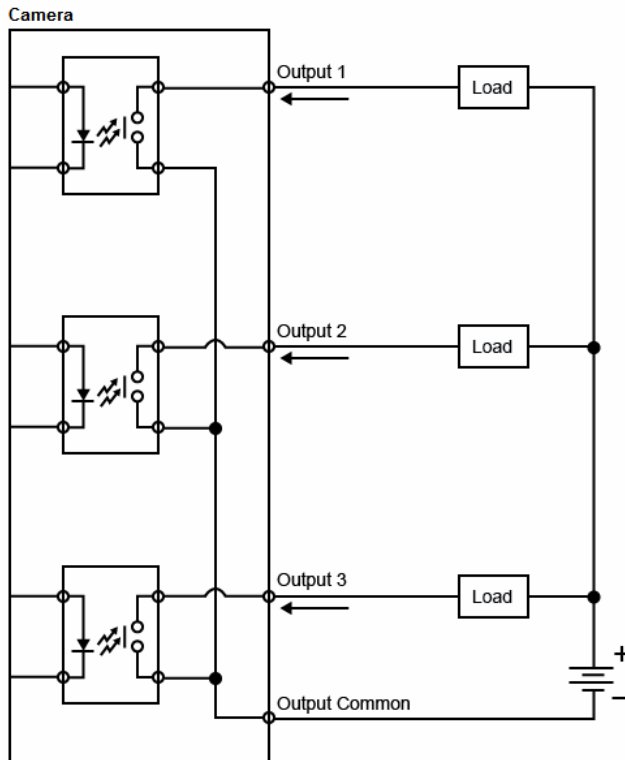 Camera
Output 1
Load
Output 2
Load
Output 3
Load
+
Output Common
−